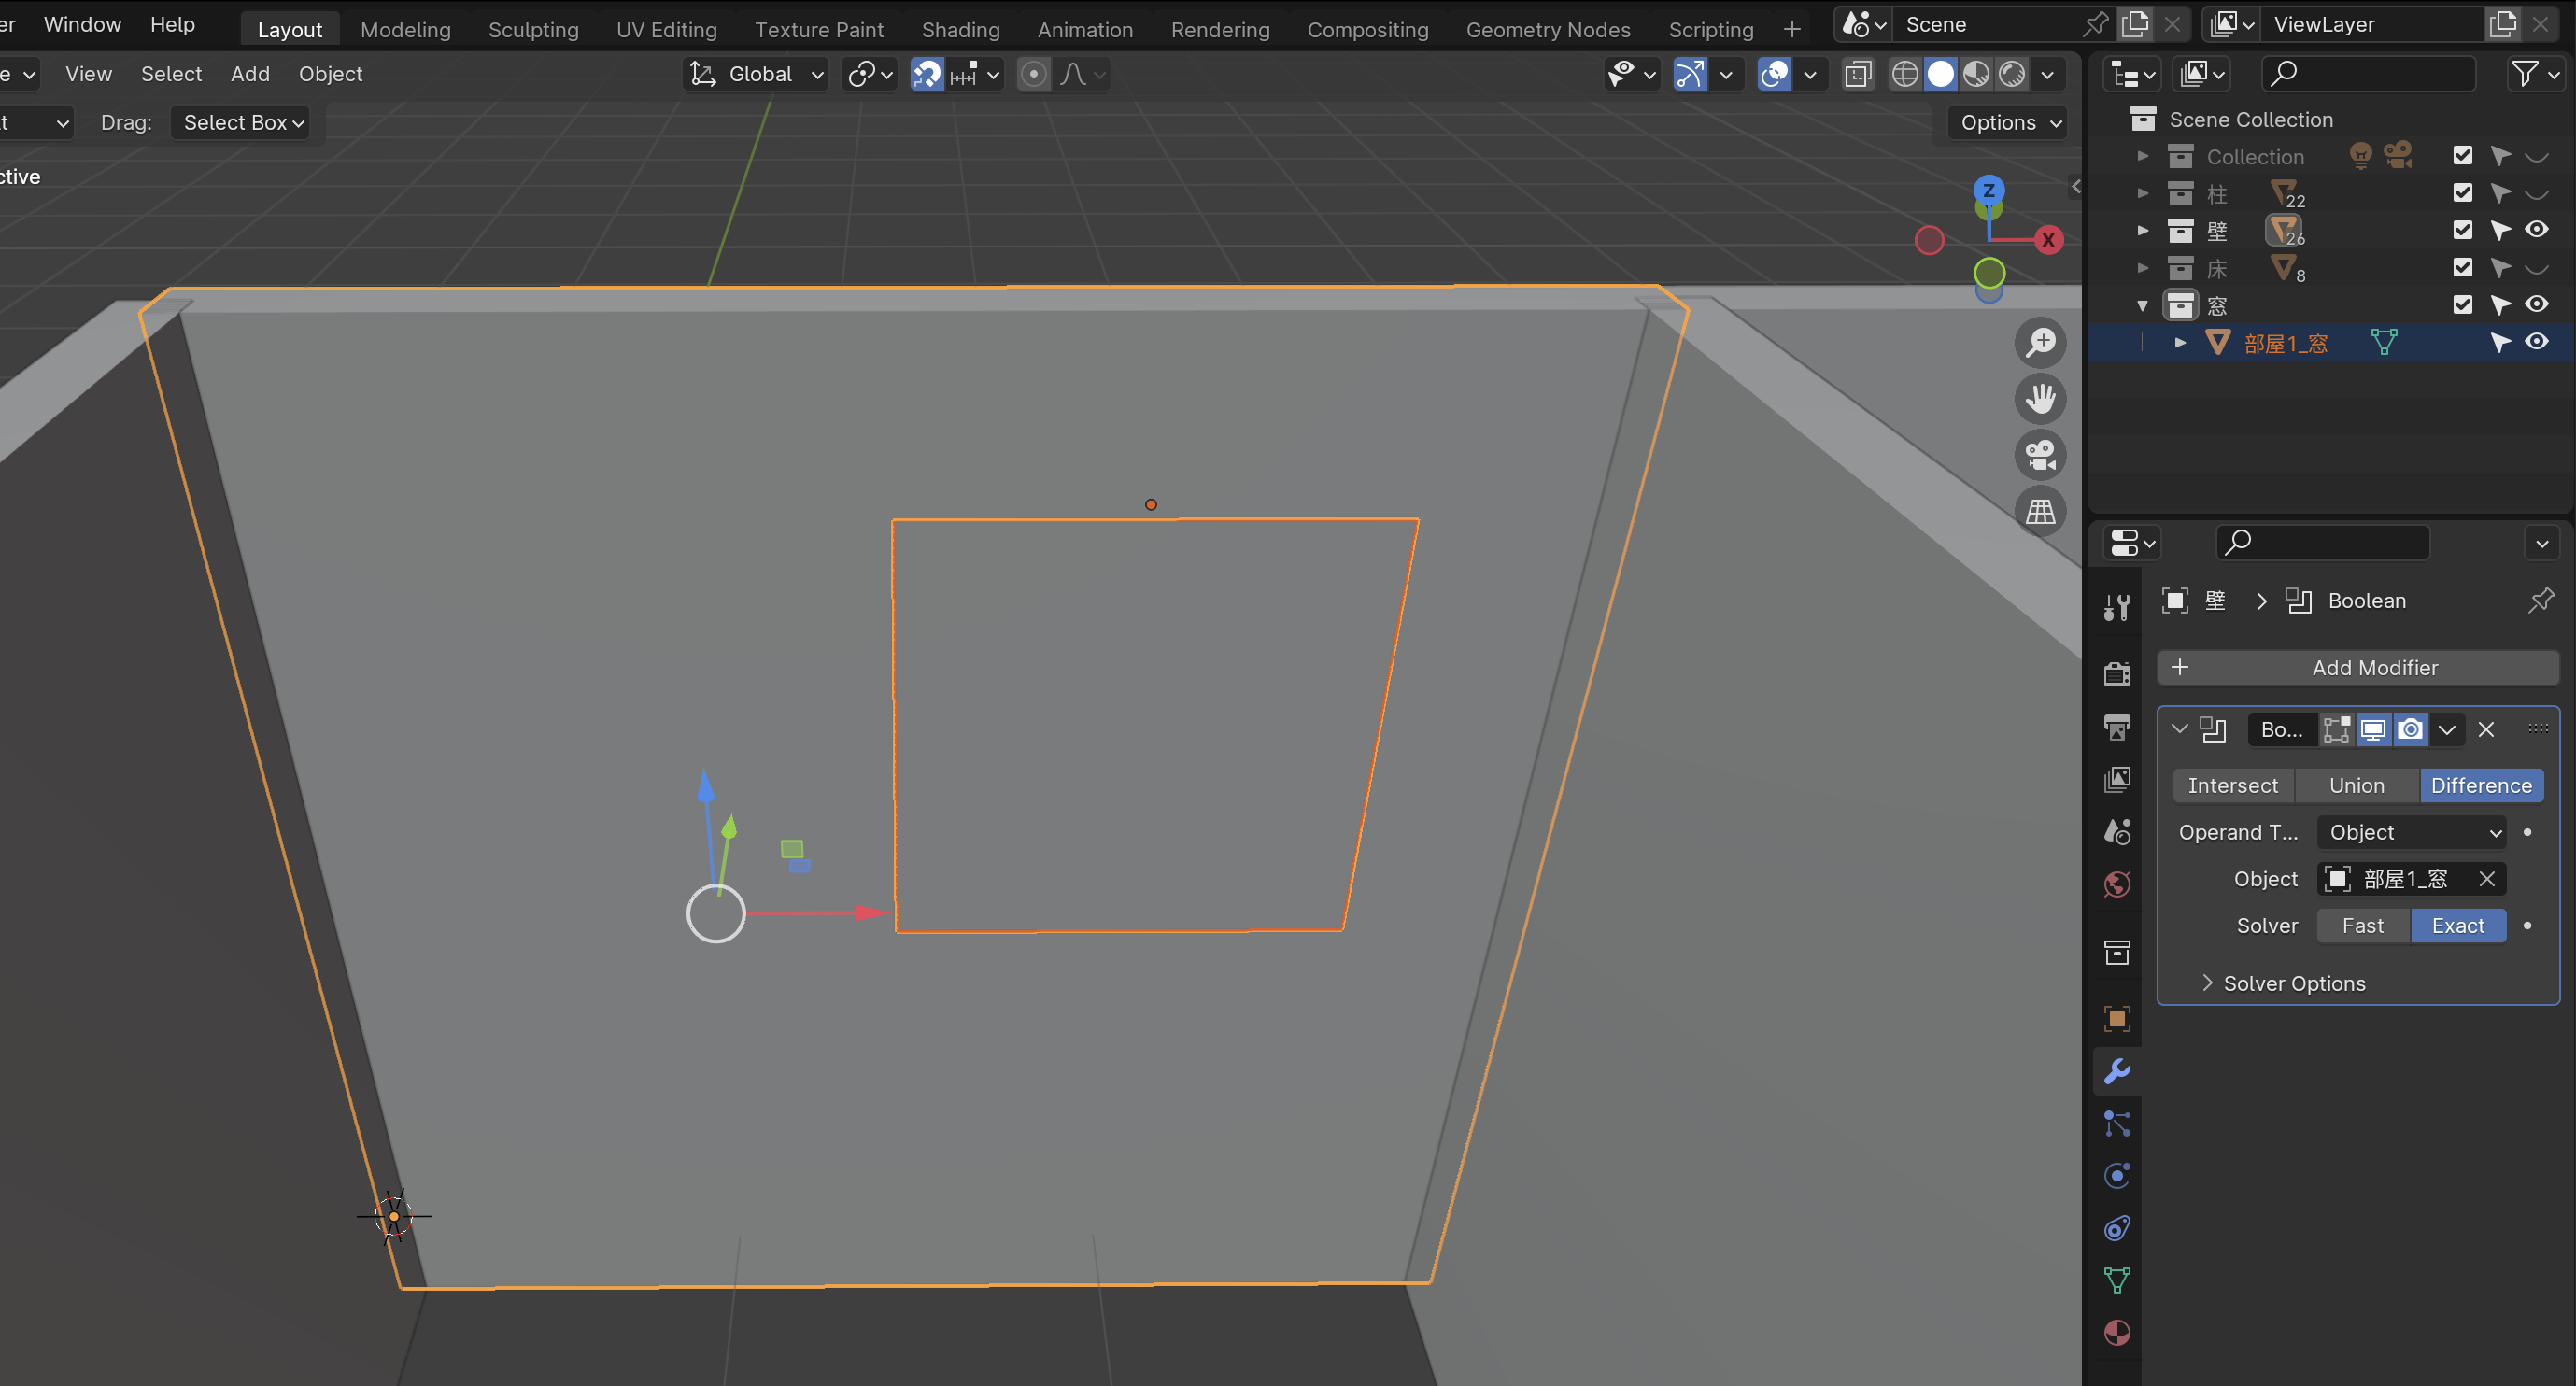 er Window Help Layout Modeling Sculpting UV Editing Texture Paint Shading Animation Rendering Compositing Geometry Nodes Scripting + Scene ViewLayer
e View Select Add Object Global
t Drag: Select Box Options
ctive
Scene Collection
Collection
柱 22
壁 26
床 8
窓
部屋1_窓
Z
X
壁 > Boolean
+ Add Modifier
Bo...
Intersect Union Difference
Operand T... Object
Object 部屋1_窓
Solver Fast Exact
Solver Options